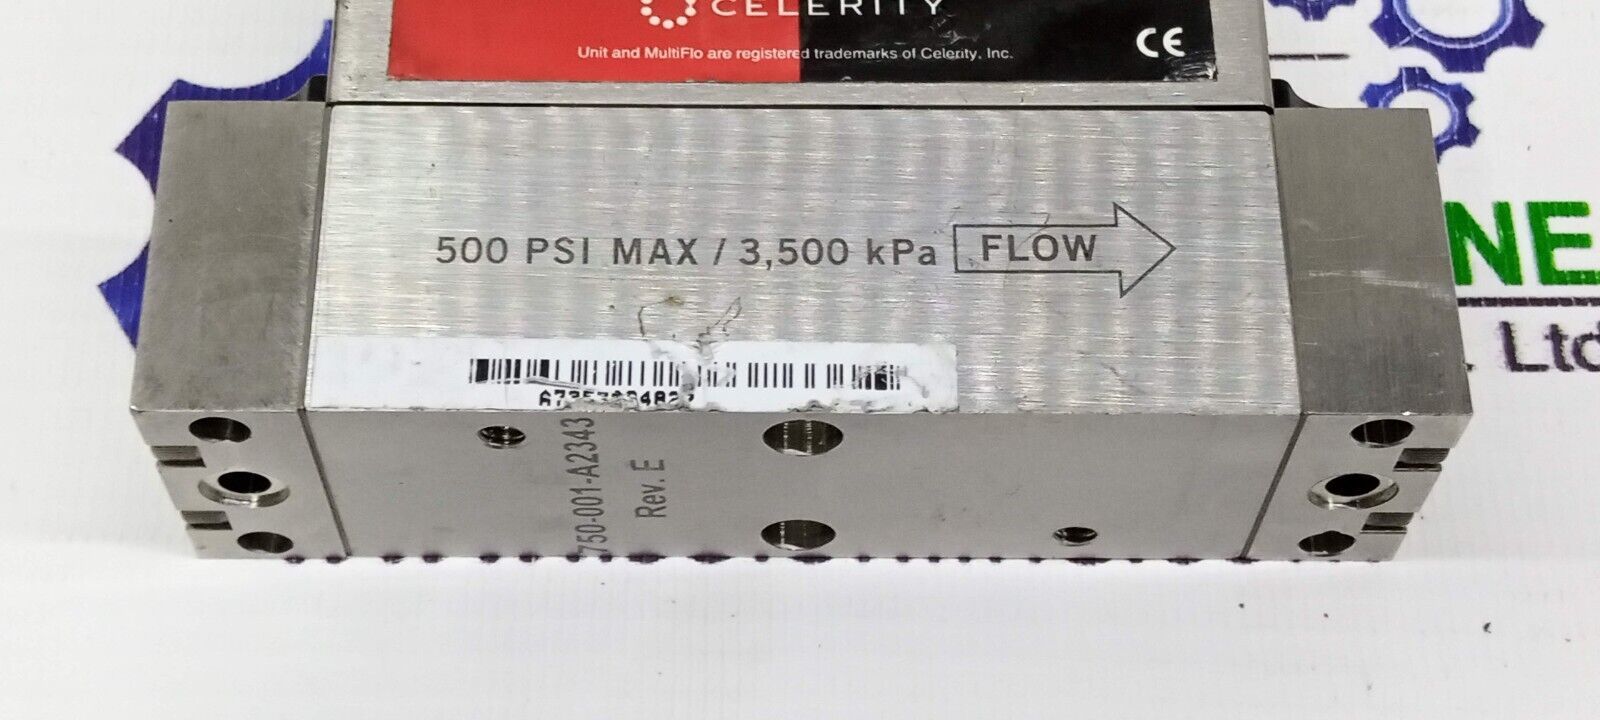 CELERITY
Unit and MultiFlo are registered trademarks of Celerity, Inc.
CE
500 PSI MAX / 3,500 kPa
FLOW
750-001-A2343
Rev. E
NE
Ltd